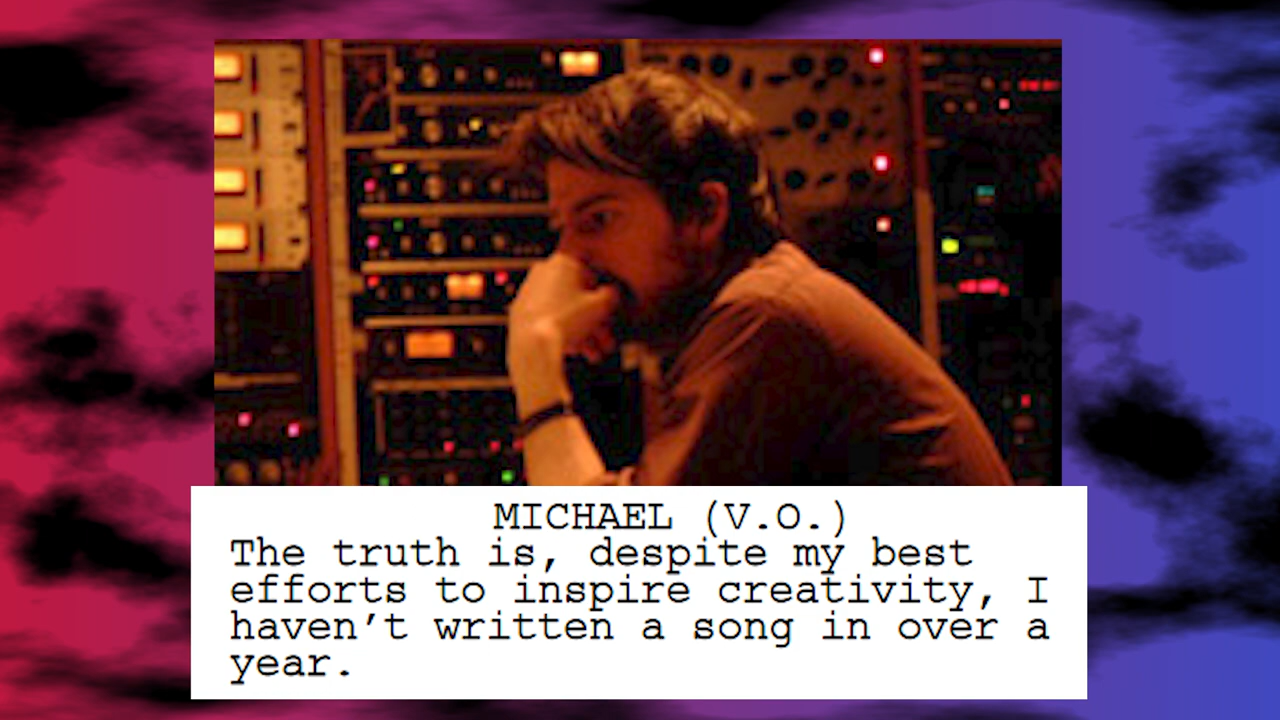 MICHAEL (V.O.)
The truth is, despite my best
efforts to inspire creativity, I
haven’t written a song in over a
year.